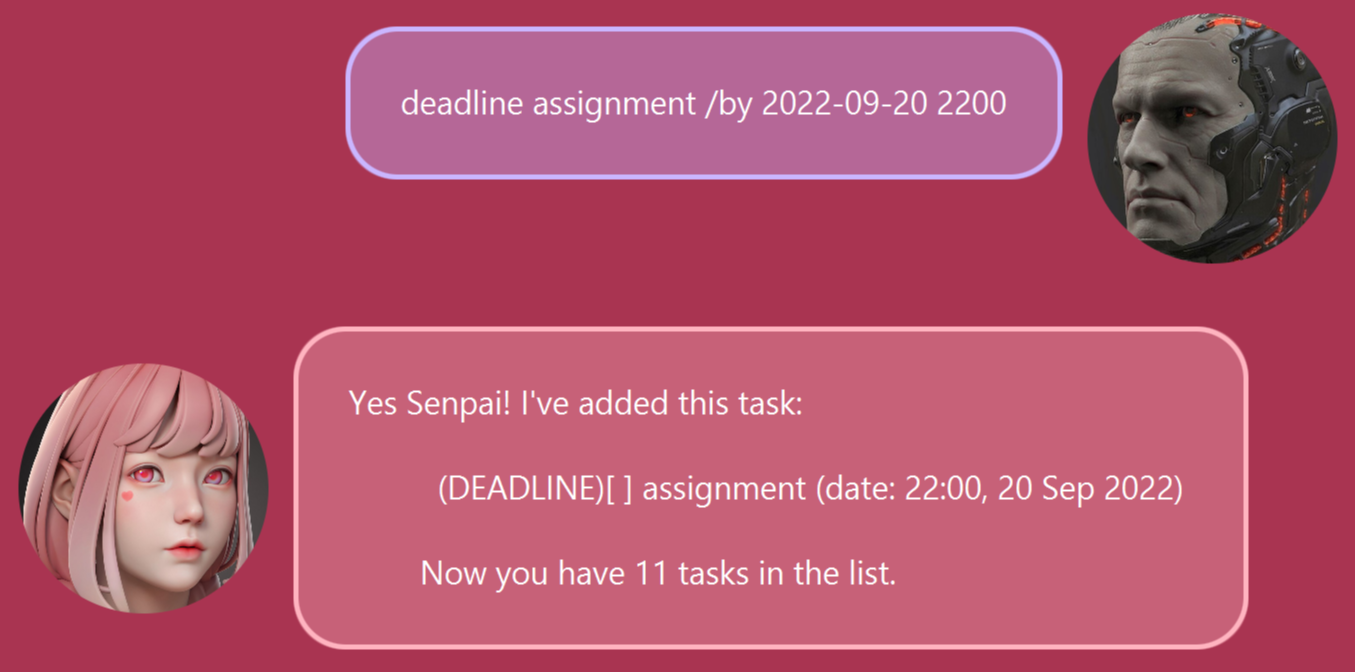 deadline assignment /by 2022-09-20 2200
Yes Senpai! I've added this task:
(DEADLINE)[ ] assignment (date: 22:00, 20 Sep 2022)
Now you have 11 tasks in the list.